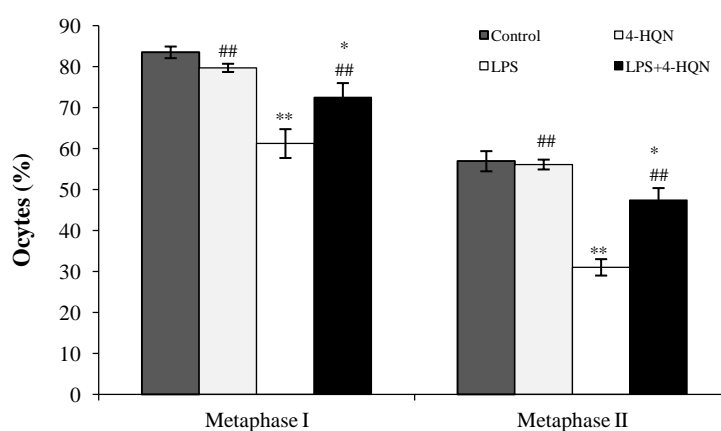 90
80
70
60
50
40
30
20
10
0
Ocytes (%)
Control
4-HQN
LPS
LPS+4-HQN
##
**
*
##
##
**
*
##
Metaphase I
Metaphase II